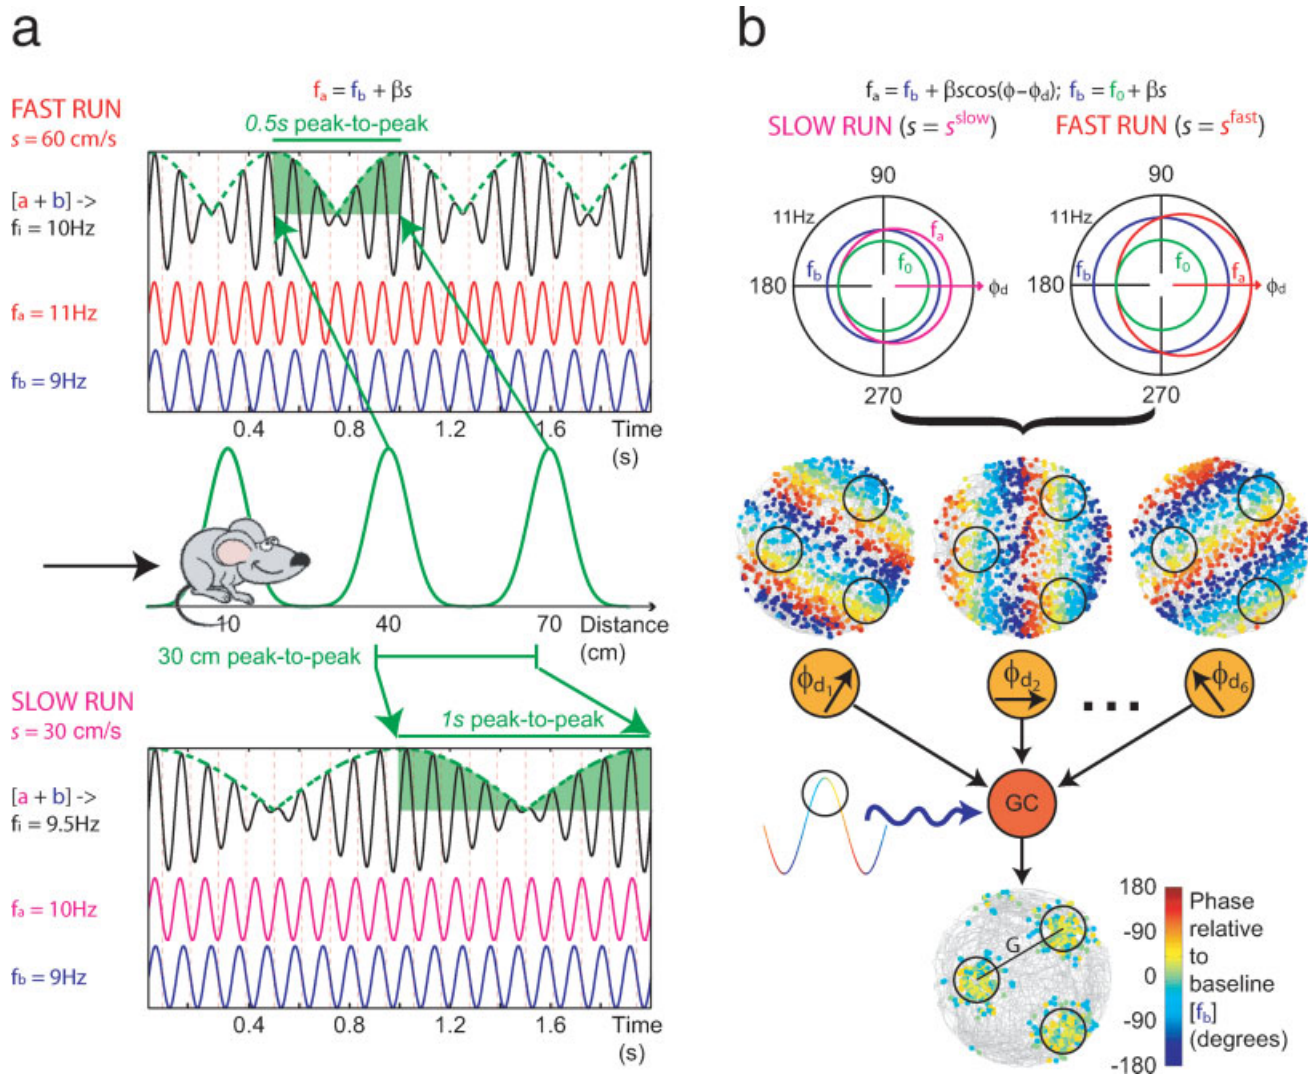 a
f_a = f_b + βs
FAST RUN
s = 60 cm/s
0.5s peak-to-peak
[a + b] ->
f_i = 10Hz
f_a = 11Hz
f_b = 9Hz
0.4 0.8 1.2 1.6 Time
(s)
10 40 70 Distance
(cm)
30 cm peak-to-peak
SLOW RUN
s = 30 cm/s
1s peak-to-peak
[a + b] ->
f_i = 9.5Hz
f_a = 10Hz
f_b = 9Hz
0.4 0.8 1.2 1.6 Time
(s)
b
f_a = f_b + βscos(ϕ–ϕ_d); f_b = f_0 + βs
SLOW RUN (s = s^slow) FAST RUN (s = s^fast)
90
11Hz
f_a
f_b
f_0
180
ϕ_d
270
90
11Hz
f_b
f_0
f_a
180
ϕ_d
270
ϕ_d1
ϕ_d2
...
ϕ_d6
GC
G
180
-90
0
-90
-180
Phase
relative
to
baseline
[f_b]
(degrees)